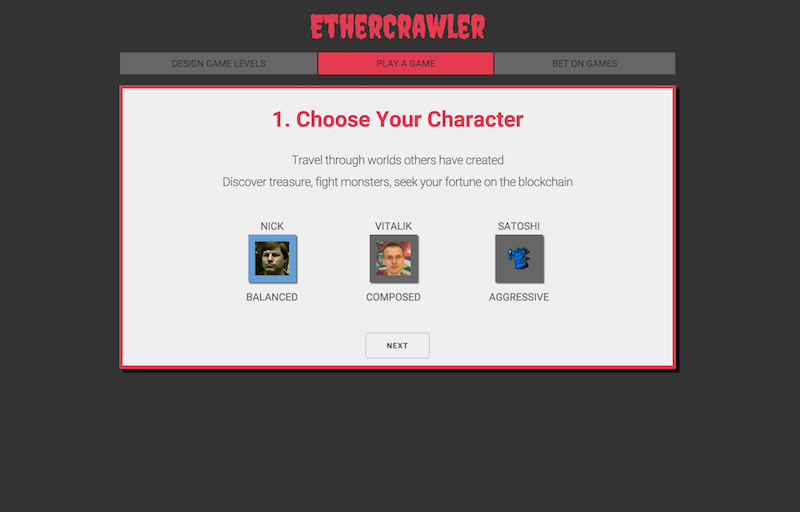 ETHERCRAWLER
DESIGN GAME LEVELS PLAY A GAME BET ON GAMES
1. Choose Your Character
Travel through worlds others have created
Discover treasure, fight monsters, seek your fortune on the blockchain
NICK VITALIK SATOSHI
BALANCED COMPOSED AGGRESSIVE
NEXT